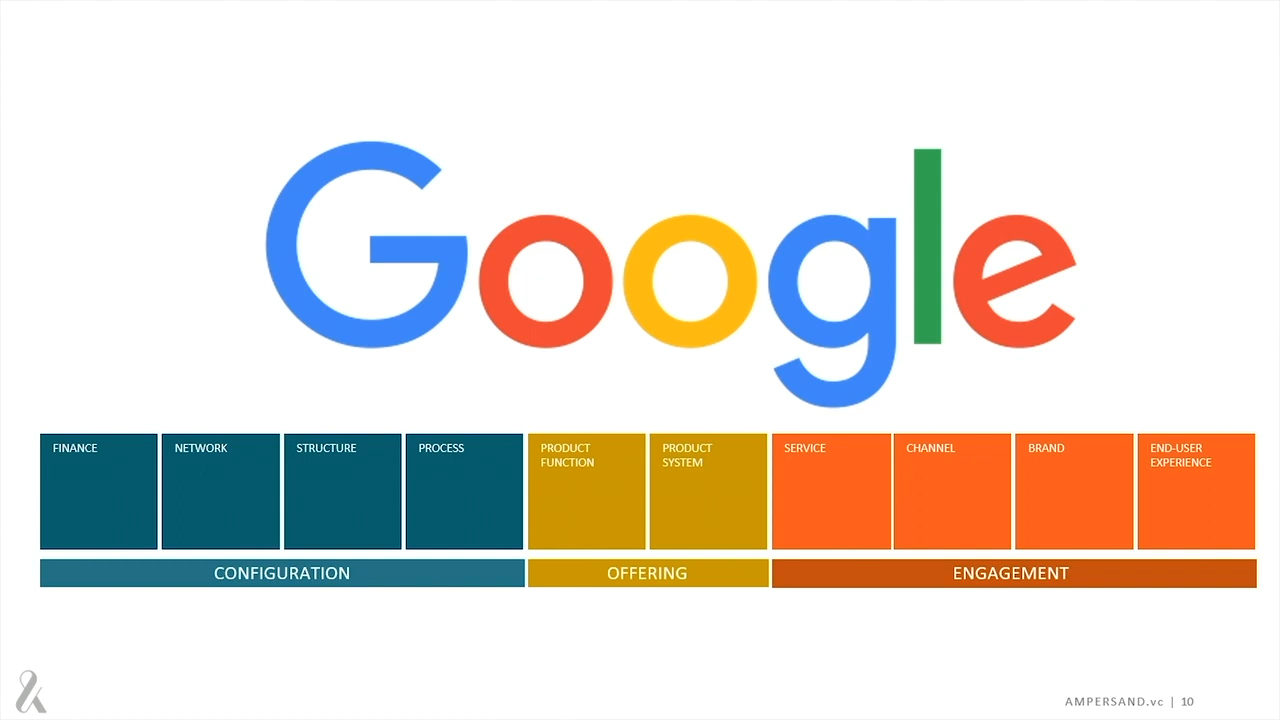 Google
FINANCE
NETWORK
STRUCTURE
PROCESS
PRODUCT
FUNCTION
PRODUCT
SYSTEM
SERVICE
CHANNEL
BRAND
END-USER
EXPERIENCE
CONFIGURATION
OFFERING
ENGAGEMENT
&
AMPERSAND.vc | 10